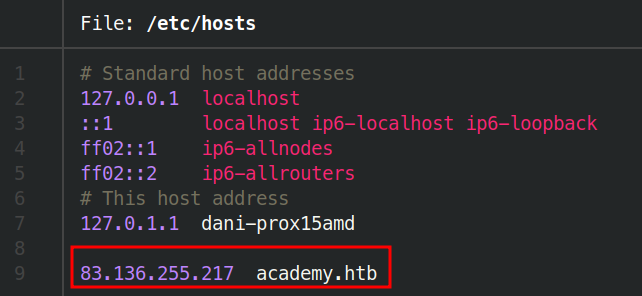 File: /etc/hosts
1 # Standard host addresses
2 127.0.0.1 localhost
3 ::1 localhost ip6-localhost ip6-loopback
4 ff02::1 ip6-allnodes
5 ff02::2 ip6-allrouters
6 # This host address
7 127.0.1.1 dani-prox15amd
8
9 83.136.255.217 academy.htb